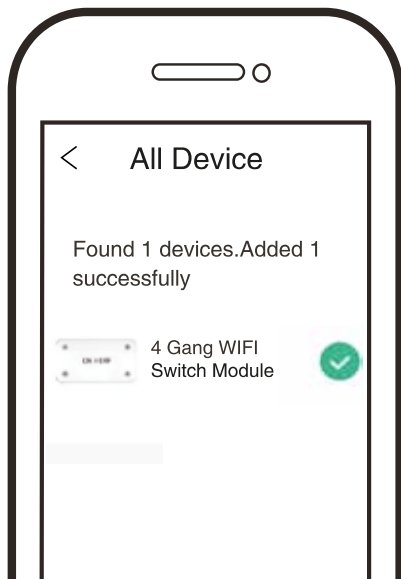 < All Device
Found 1 devices.Added 1
successfully
4 Gang WIFI
Switch Module